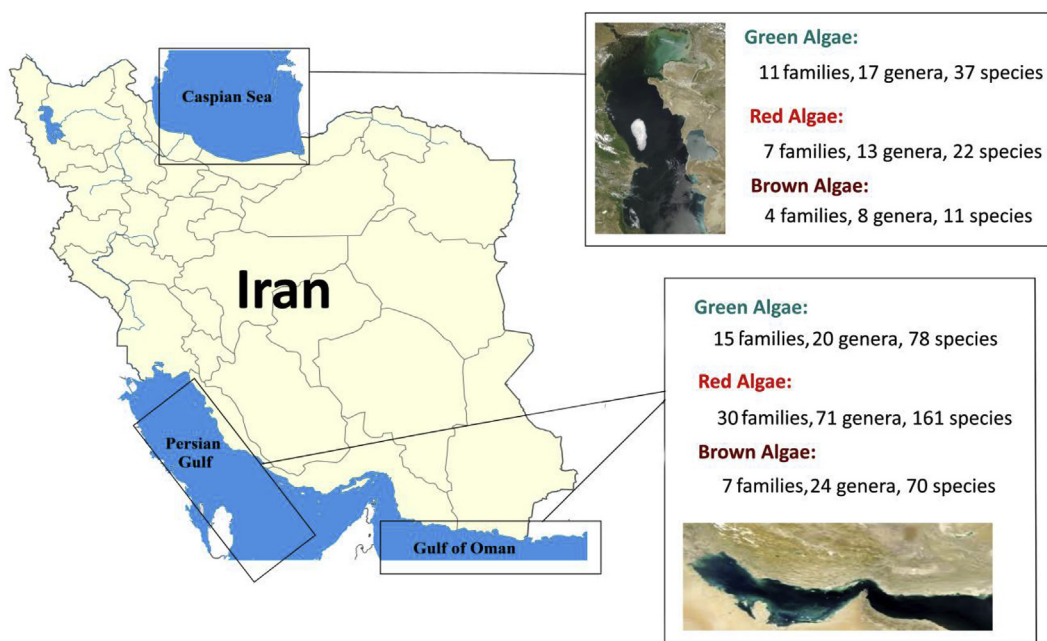 Caspian Sea
Iran
Persian
Gulf
Gulf of Oman
Green Algae:
11 families, 17 genera, 37 species
Red Algae:
7 families, 13 genera, 22 species
Brown Algae:
4 families, 8 genera, 11 species
Green Algae:
15 families, 20 genera, 78 species
Red Algae:
30 families, 71 genera, 161 species
Brown Algae:
7 families, 24 genera, 70 species